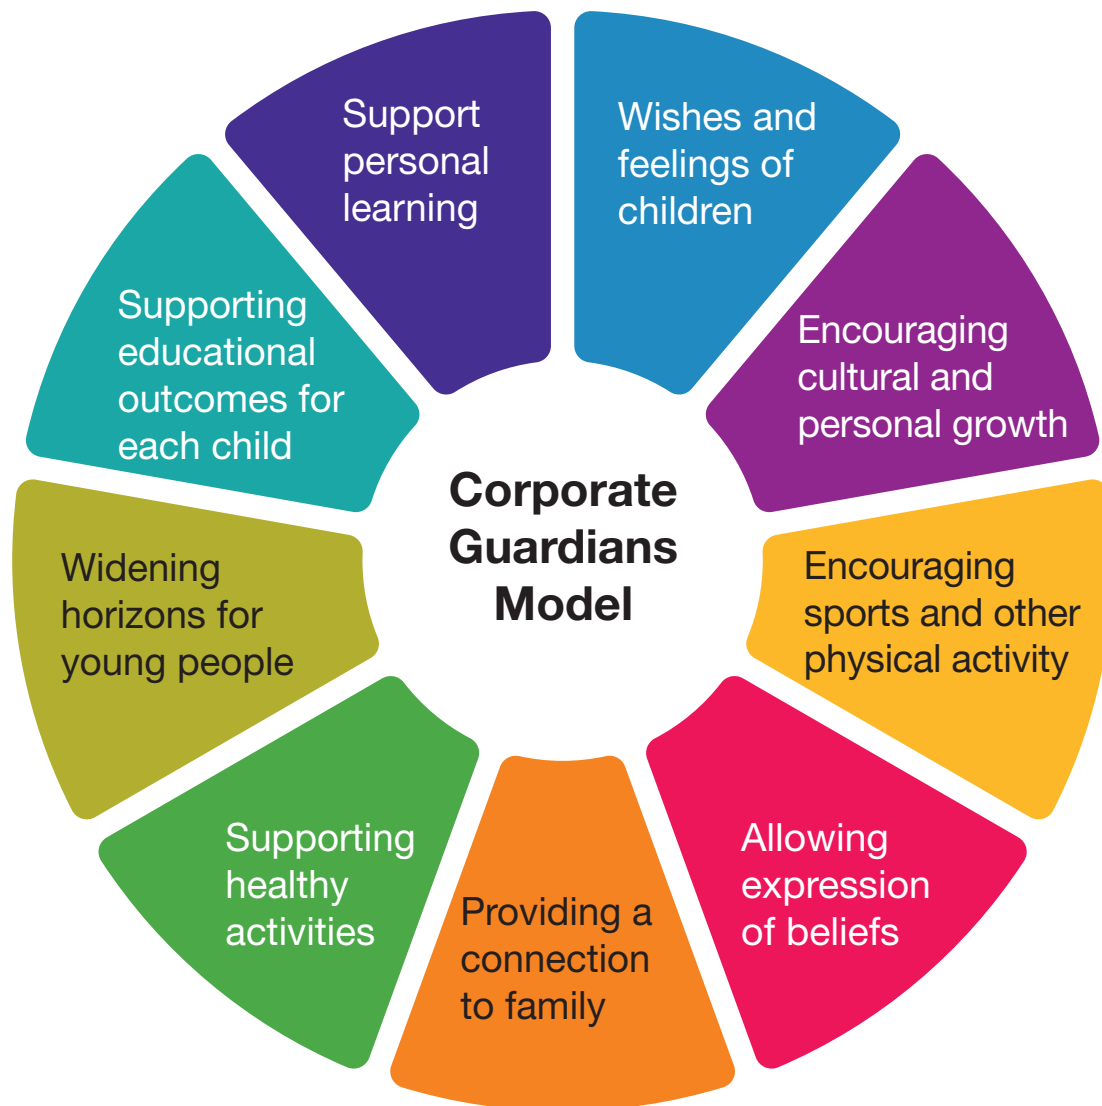 Corporate
Guardians
Model
Wishes and
feelings of
children
Encouraging
cultural and
personal growth
Encouraging
sports and other
physical activity
Allowing
expression
of beliefs
Providing a
connection
to family
Supporting
healthy
activities
Widening
horizons for
young people
Supporting
educational
outcomes for
each child
Support
personal
learning